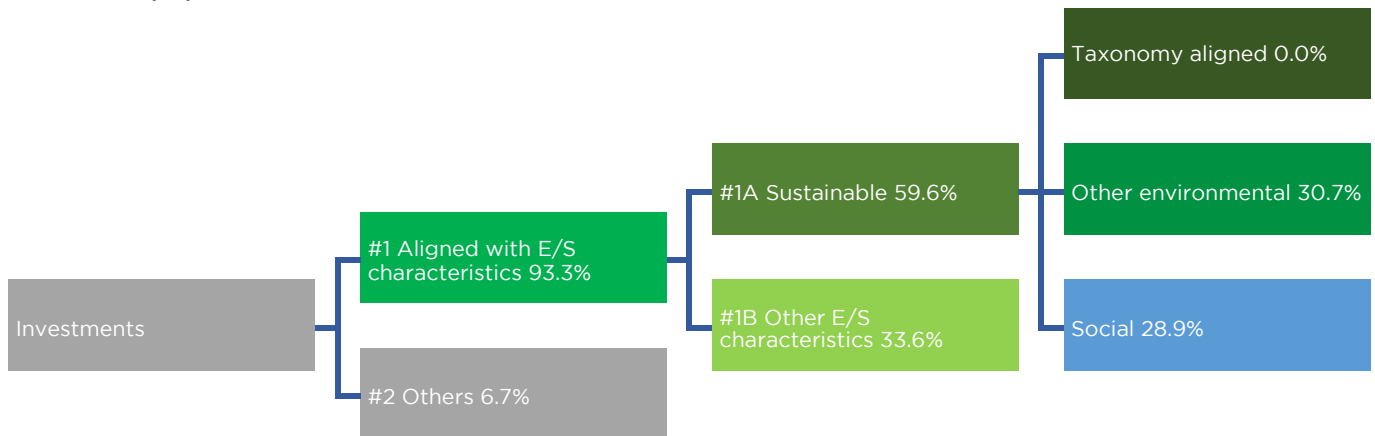 Investments
#1 Aligned with E/S
characteristics 93.3%
#2 Others 6.7%
#1A Sustainable 59.6%
#1B Other E/S
characteristics 33.6%
Taxonomy aligned 0.0%
Other environmental 30.7%
Social 28.9%